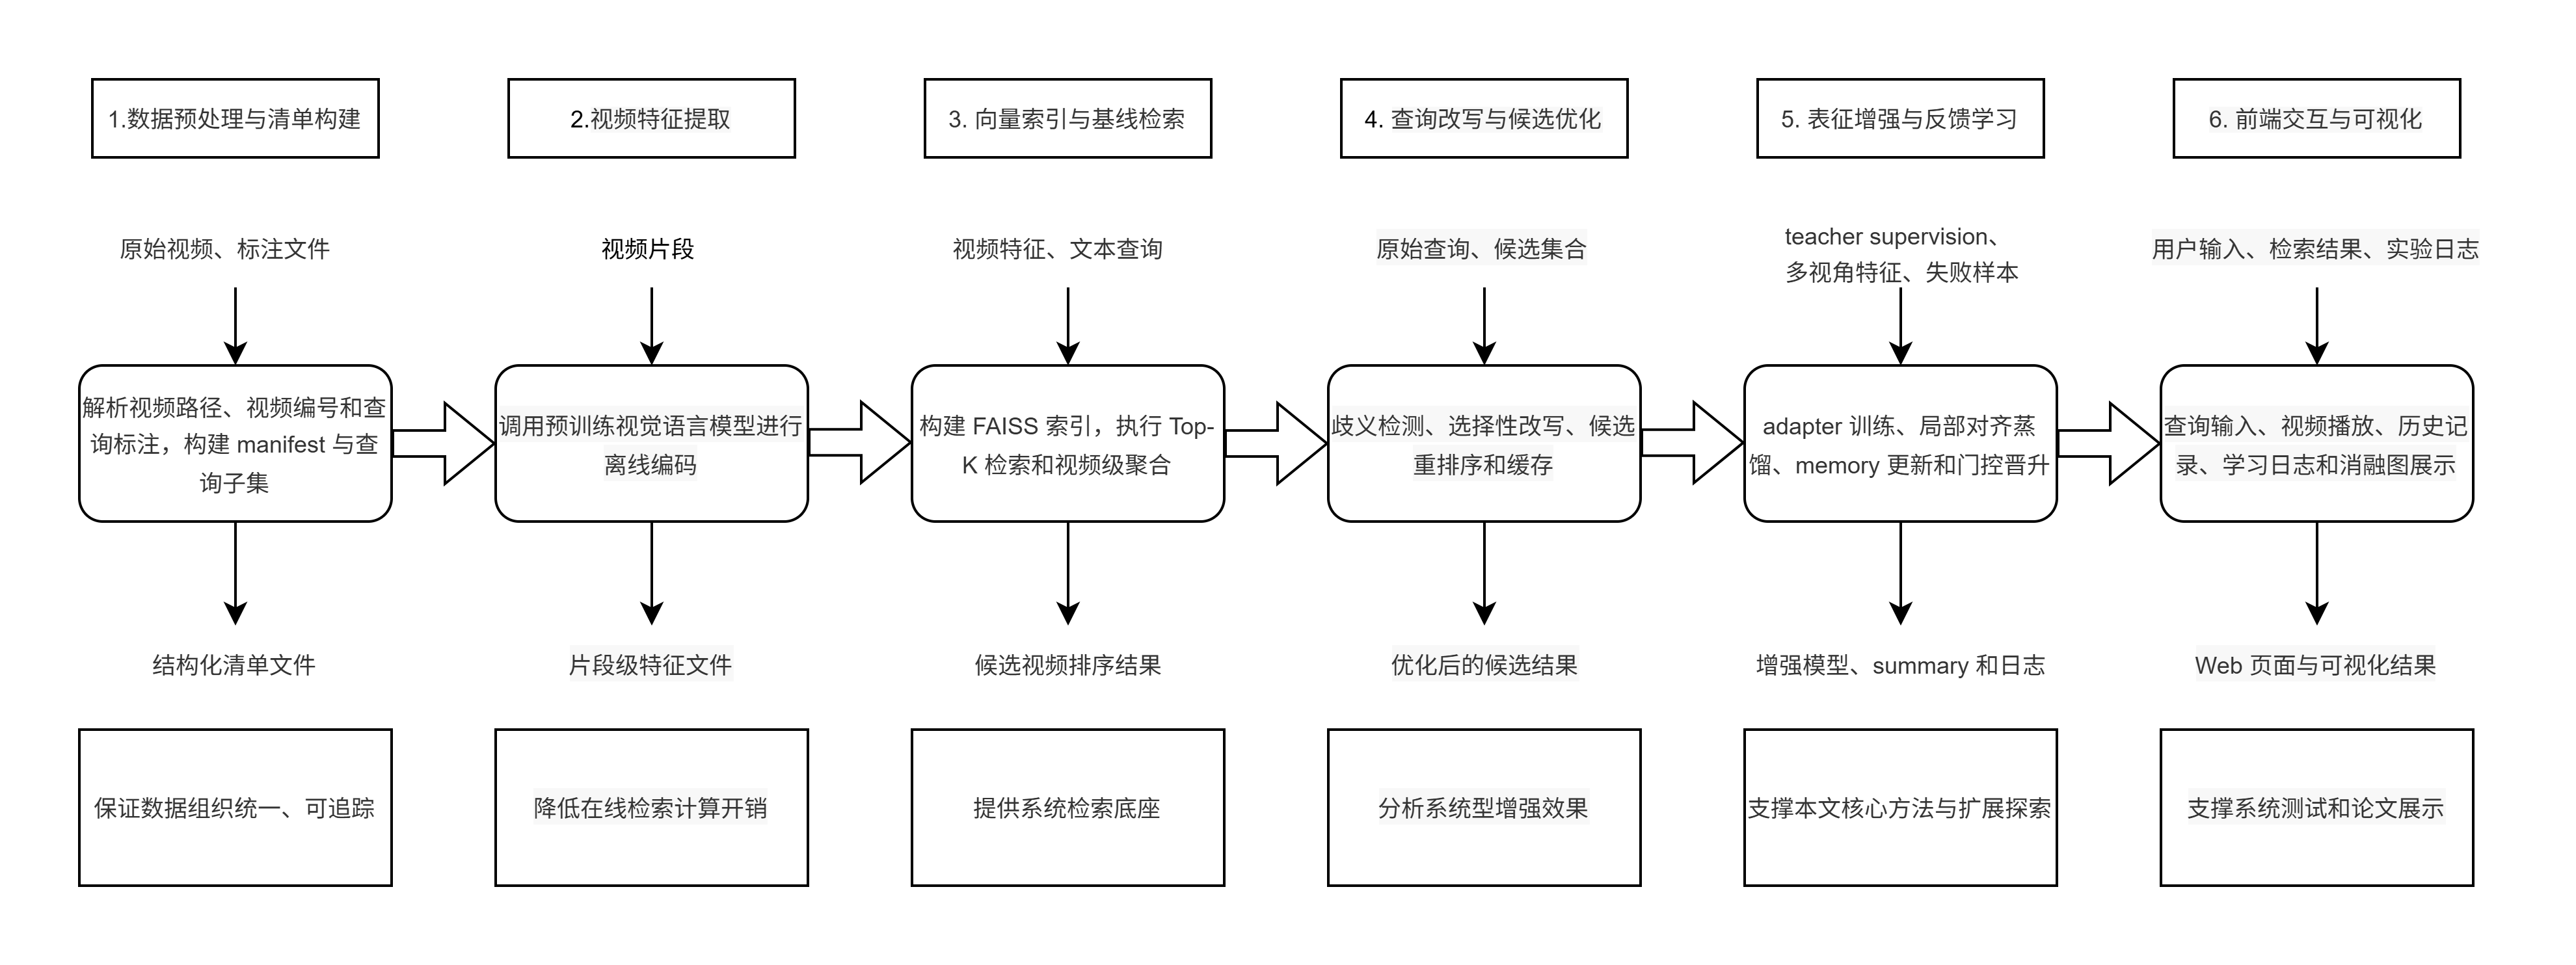 1.数据预处理与清单构建
2.视频特征提取
3. 向量索引与基线检索
4. 查询改写与候选优化
5. 表征增强与反馈学习
6. 前端交互与可视化
原始视频、标注文件
视频片段
视频特征、文本查询
原始查询、候选集合
teacher supervision、
多视角特征、失败样本
用户输入、检索结果、实验日志
解析视频路径、视频编号和查
询标注，构建 manifest 与查
询子集
调用预训练视觉语言模型进行
离线编码
构建 FAISS 索引，执行 Top-
K 检索和视频级聚合
歧义检测、选择性改写、候选
重排序和缓存
adapter 训练、局部对齐蒸
馏、memory 更新和门控晋升
查询输入、视频播放、历史记
录、学习日志和消融图展示
结构化清单文件
片段级特征文件
候选视频排序结果
优化后的候选结果
增强模型、summary 和日志
Web 页面与可视化结果
保证数据组织统一、可追踪
降低在线检索计算开销
提供系统检索底座
分析系统型增强效果
支撑本文核心方法与扩展探索
支撑系统测试和论文展示